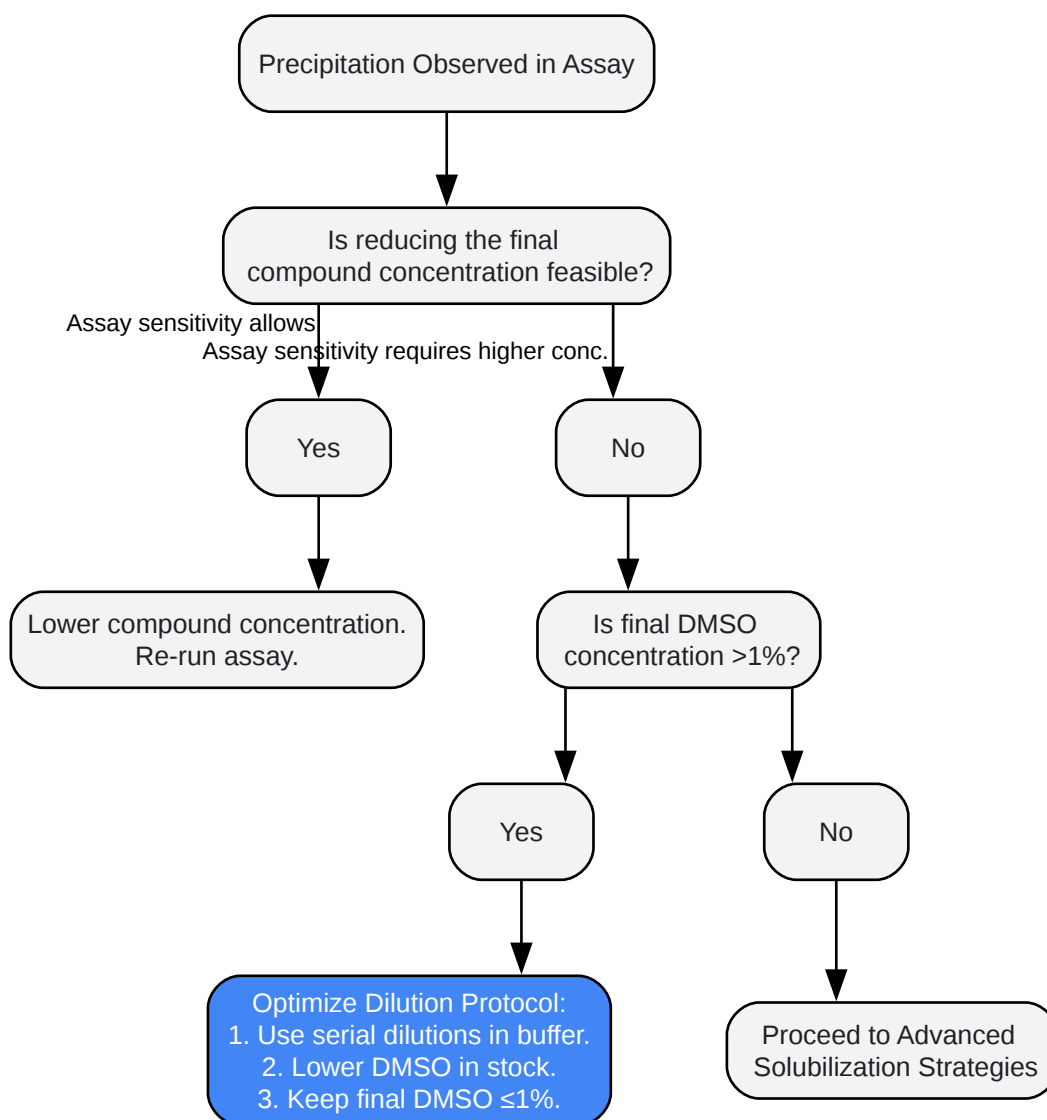 Precipitation Observed in Assay
Is reducing the final
compound concentration feasible?
Assay sensitivity allows
Assay sensitivity requires higher conc.
Yes
No
Lower compound concentration.
Re-run assay.
Is final DMSO
concentration >1%?
Yes
No
Optimize Dilution Protocol:
1. Use serial dilutions in buffer.
2. Lower DMSO in stock.
3. Keep final DMSO ≤1%.
Proceed to Advanced
Solubilization Strategies